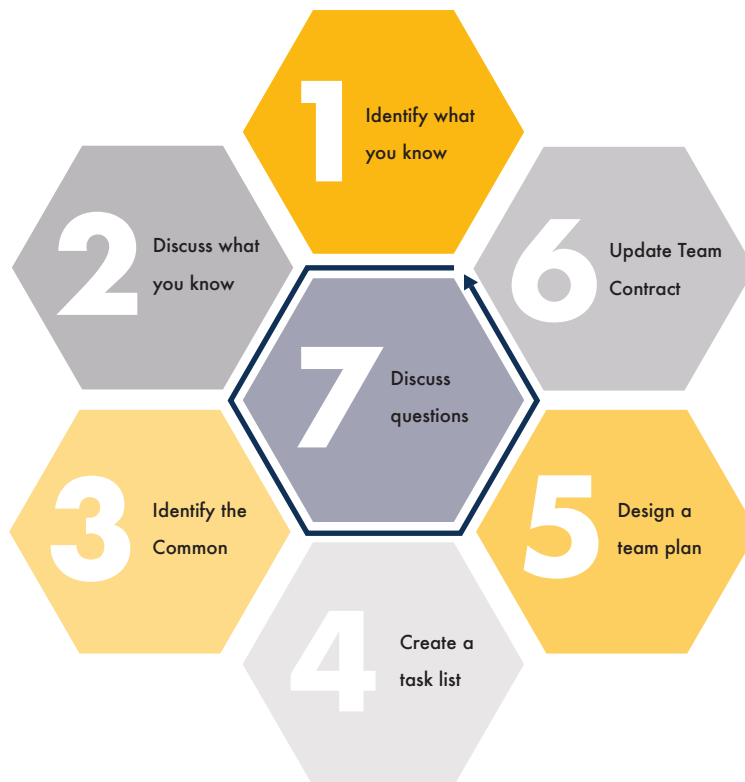 1
Identify what
you know
2
Discuss what
you know
3
Identify the
Common
4
Create a
task list
5
Design a
team plan
6
Update Team
Contract
7
Discuss
questions